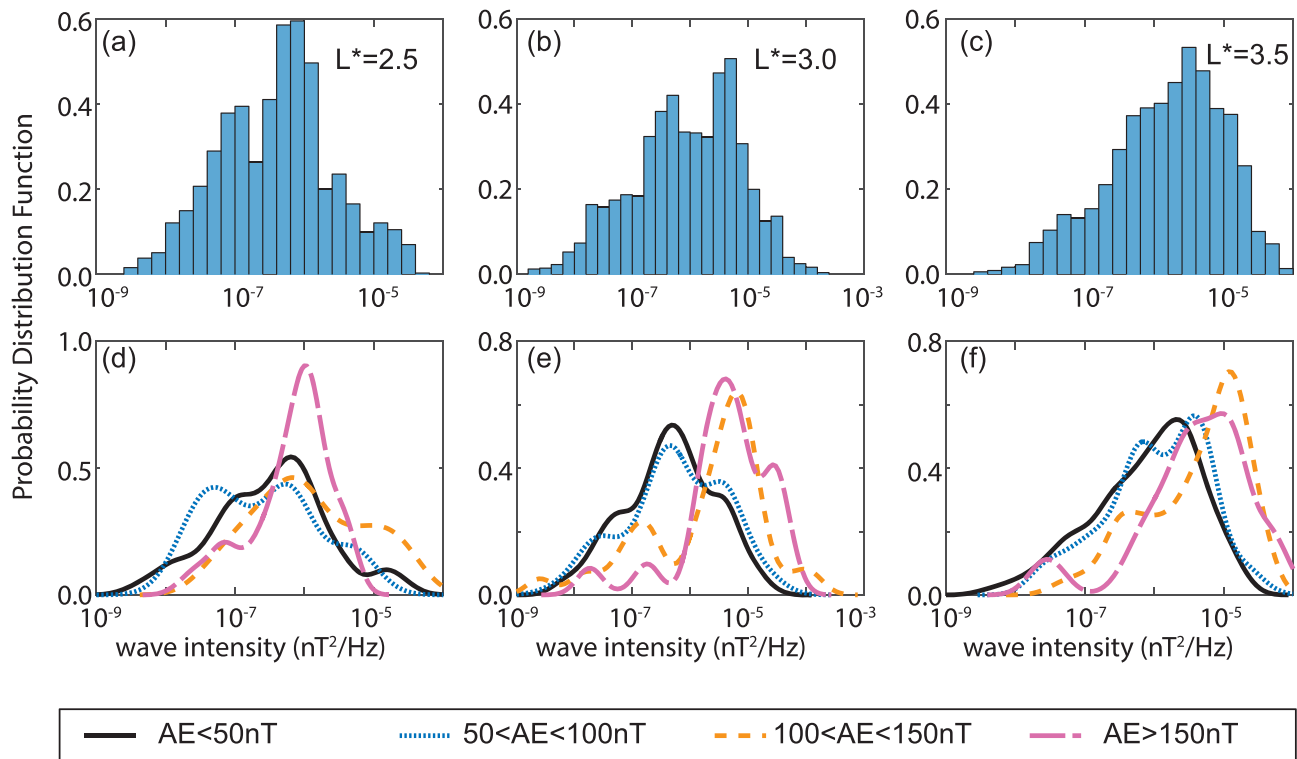 Probability Distribution Function
(a) L*=2.5
0.6
0.4
0.2
0.0
10⁻⁹ 10⁻⁷ 10⁻⁵
(b) L*=3.0
0.6
0.4
0.2
0.0
10⁻⁹ 10⁻⁷ 10⁻⁵ 10⁻³
(c) L*=3.5
0.6
0.4
0.2
0.0
10⁻⁹ 10⁻⁷ 10⁻⁵
(d)
1.0
0.5
0.0
10⁻⁹ 10⁻⁷ 10⁻⁵
wave intensity (nT²/Hz)
(e)
0.8
0.4
0.0
10⁻⁹ 10⁻⁷ 10⁻⁵ 10⁻³
wave intensity (nT²/Hz)
(f)
0.8
0.4
0.0
10⁻⁹ 10⁻⁷ 10⁻⁵
wave intensity (nT²/Hz)
AE<50nT 50<AE<100nT 100<AE<150nT AE>150nT